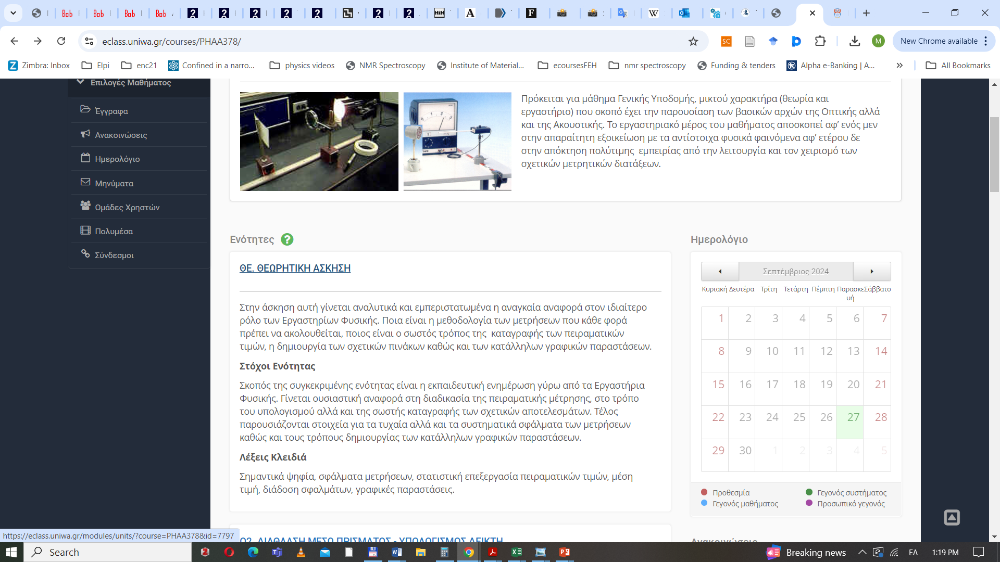 Bob
Bob
Bob
Bob
A
F
W
eclass.uniwa.gr/courses/PHAA378/
SC
M
New Chrome available
Zimbra: Inbox
Elpi
enc21
Confined in a narro...
physics videos
NMR Spectroscopy
Institute of Material...
ecoursesFEH
nmr spectroscopy
Funding & tenders
Alpha e-Banking | A...
All Bookmarks
Επιλογές Μαθήματος
Έγγραφα
Ανακοινώσεις
Ημερολόγιο
Μηνύματα
Ομάδες Χρηστών
Πολυμέσα
Σύνδεσμοι
Πρόκειται για μάθημα Γενικής Υποδομής, μικτού χαρακτήρα (θεωρία και
εργαστήριο) που σκοπό έχει την παρουσίαση των βασικών αρχών της Οπτικής αλλά
και της Ακουστικής. Το εργαστηριακό μέρος του μαθήματος αποσκοπεί αφ’ ενός μεν
στην απαραίτητη εξοικείωση με τα αντίστοιχα φυσικά φαινόμενα αφ’ ετέρου δε
στην απόκτηση πολύτιμης  εμπειρίας από την λειτουργία και τον χειρισμό των
σχετικών μετρητικών διατάξεων.
Ενότητες
ΘΕ. ΘΕΩΡΗΤΙΚΗ ΑΣΚΗΣΗ
Στην άσκηση αυτή γίνεται αναλυτικά και εμπεριστατωμένα η αναγκαία αναφορά στον ιδιαίτερο
ρόλο των Εργαστηρίων Φυσικής. Ποια είναι η μεθοδολογία των μετρήσεων που κάθε φορά
πρέπει να ακολουθείται, ποιος είναι ο σωστός τρόπος της  καταγραφής των πειραματικών
τιμών, η δημιουργία των σχετικών πινάκων καθώς και των κατάλληλων γραφικών παραστάσεων.
Στόχοι Ενότητας
Σκοπός της συγκεκριμένης ενότητας είναι η εκπαιδευτική ενημέρωση γύρω από τα Εργαστήρια
Φυσικής. Γίνεται ουσιαστική αναφορά στη διαδικασία της πειραματικής μέτρησης, στο τρόπο
του υπολογισμού αλλά και της σωστής καταγραφής των σχετικών αποτελεσμάτων. Τέλος
παρουσιάζονται στοιχεία για τα τυχαία αλλά και τα συστηματικά σφάλματα των μετρήσεων
καθώς και τους τρόπους δημιουργίας των κατάλληλων γραφικών παραστάσεων.
Λέξεις Κλειδιά
Σημαντικά ψηφία, σφάλματα μετρήσεων, στατιστική επεξεργασία πειραματικών τιμών, μέση
τιμή, διάδοση σφαλμάτων, γραφικές παραστάσεις.
Ο2. ΔΙΑΘΛΑΣΗ ΜΕΣΩ ΠΡΙΣΜΑΤΟΣ - ΥΠΟΛΟΓΙΣΜΟΣ ΔΕΙΚΤΗ
Ημερολόγιο
Σεπτέμβριος 2024
Κυριακή Δευτέρα Τρίτη Τετάρτη Πέμπτη Παρασκευή Σάββατο
1 2 3 4 5 6 7
8 9 10 11 12 13 14
15 16 17 18 19 20 21
22 23 24 25 26 27 28
29 30 1 2 3 4 5
Προθεσμία
Γεγονός συστήματος
Γεγονός μαθήματος
Προσωπικό γεγονός
Ανακοινώσεις
https://eclass.uniwa.gr/modules/units/?course=PHAA378&id=7797
Search
Breaking news
ΕΛ
1:19 PM